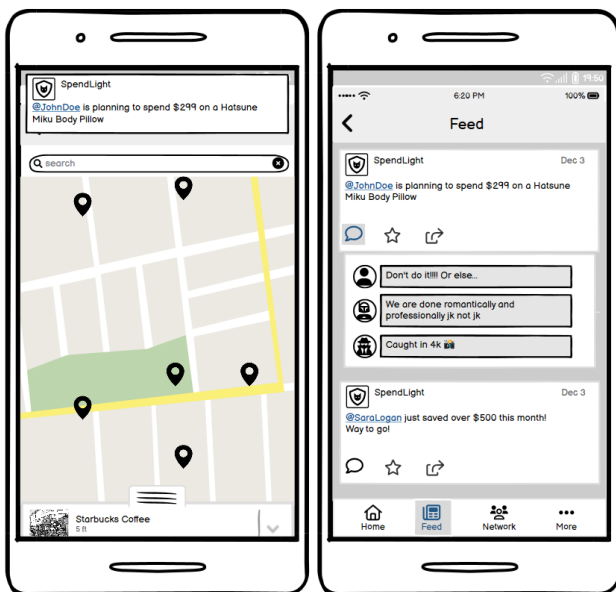 SpendLight
@JohnDoe is planning to spend $299 on a Hatsune
Miku Body Pillow
search
Starbucks Coffee
5 ft
19:50
6:20 PM
100%
Feed
SpendLight
Dec 3
@JohnDoe is planning to spend $299 on a Hatsune
Miku Body Pillow
Don't do it!!!! Or else...
We are done romantically and
professionally jk not jk
Caught in 4k 📸
SpendLight
Dec 3
@SaraLogan just saved over $500 this month!
Way to go!
Home
Feed
Network
More